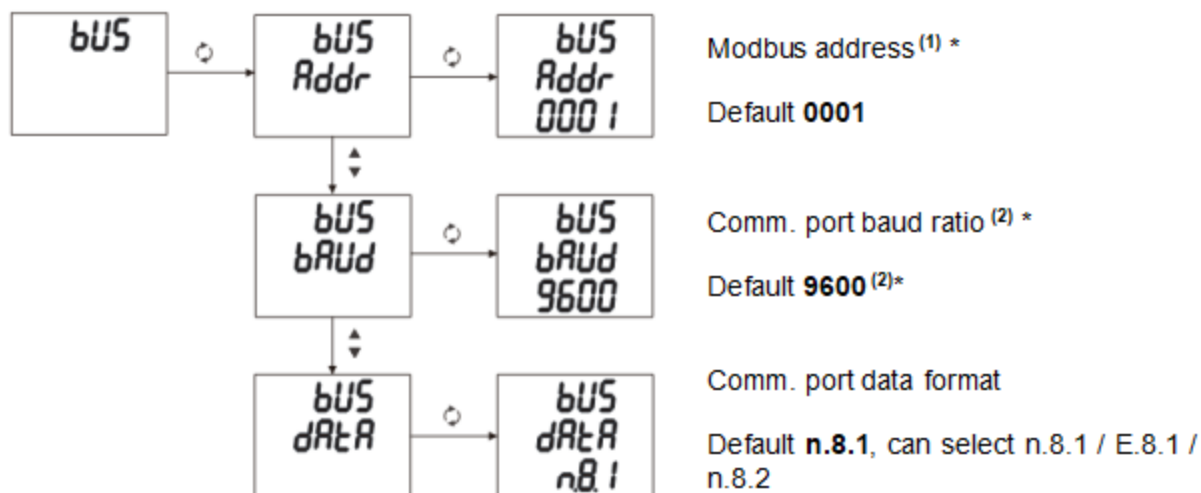 bUS
bUS
Addr
bUS
Addr
0001
Modbus address (1) *
Default 0001
bUS
bAUd
bUS
bAUd
9600
Comm. port baud ratio (2) *
Default 9600 (2)*
bUS
dAtA
bUS
dAtA
n.8.1
Comm. port data format
Default n.8.1, can select n.8.1 / E.8.1 /
n.8.2